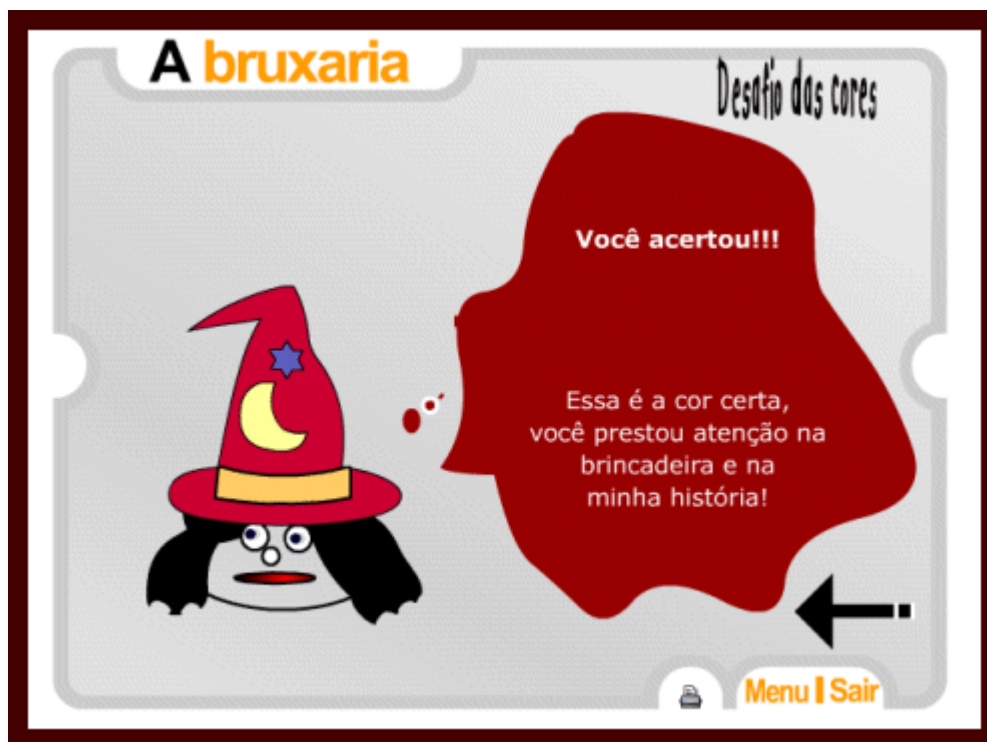 A bruxaria
Desafio das cores
Você acertou!!!
Essa é a cor certa,
você prestou atenção na
brincadeira e na
minha história!
Menu | Sair